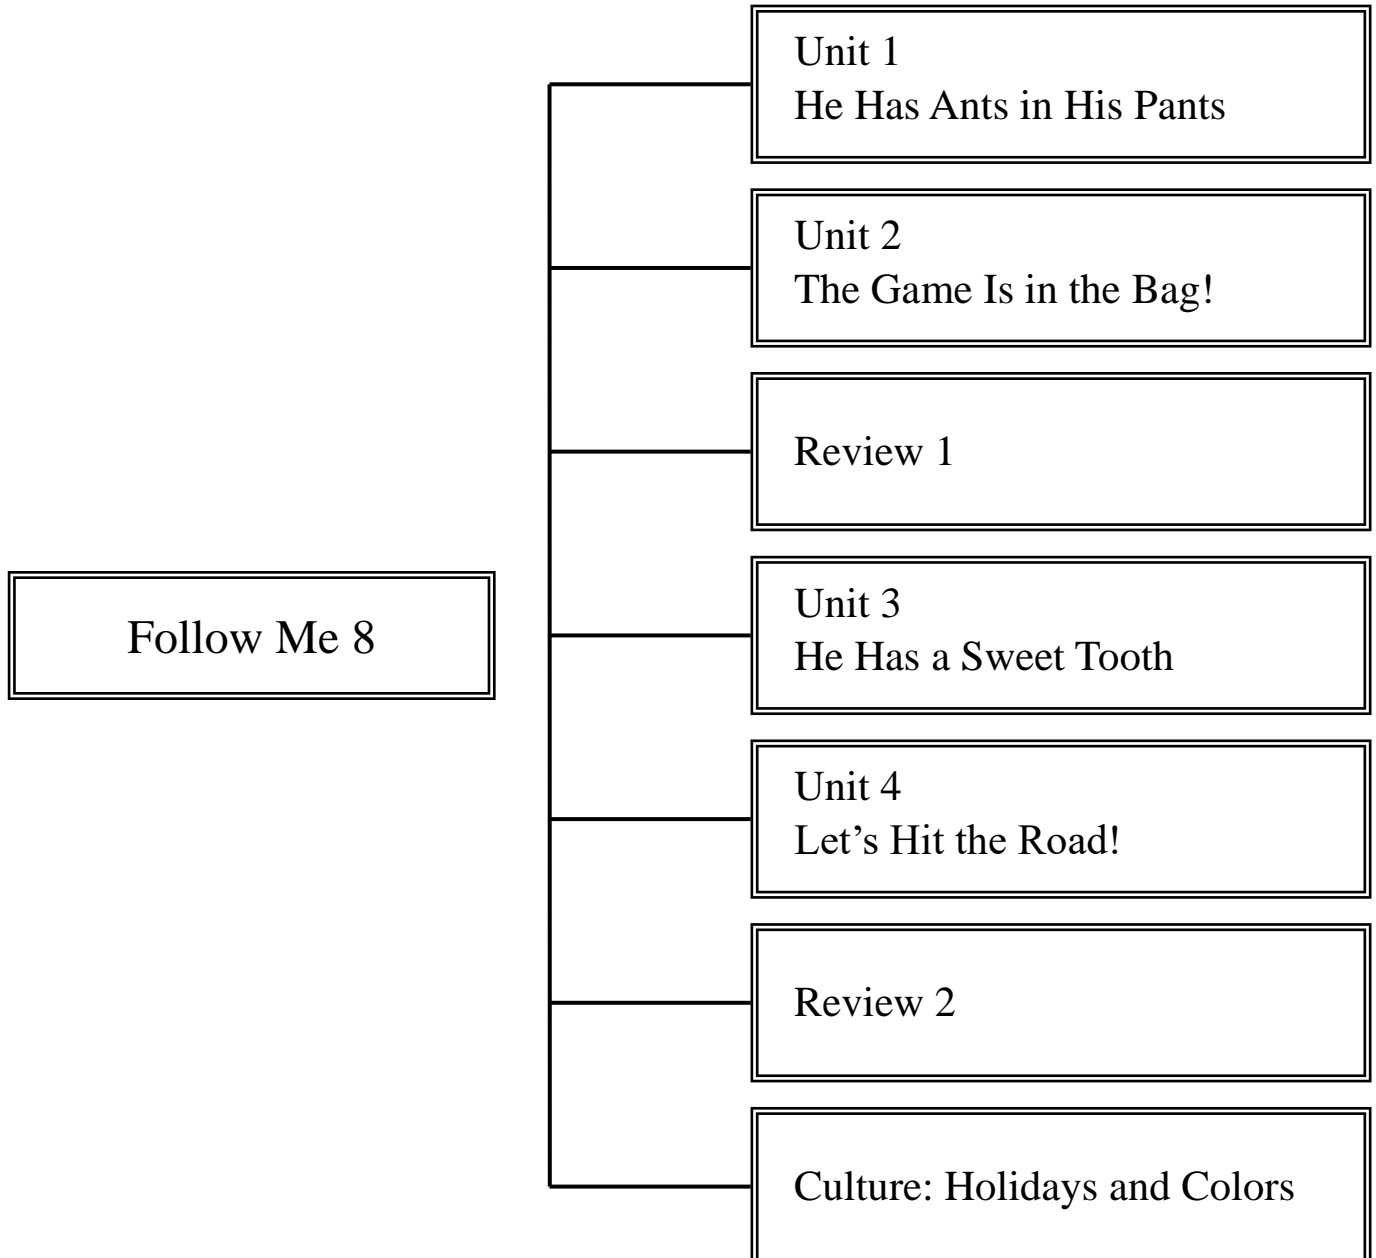 Follow Me 8
Unit 1
He Has Ants in His Pants
Unit 2
The Game Is in the Bag!
Review 1
Unit 3
He Has a Sweet Tooth
Unit 4
Let’s Hit the Road!
Review 2
Culture: Holidays and Colors